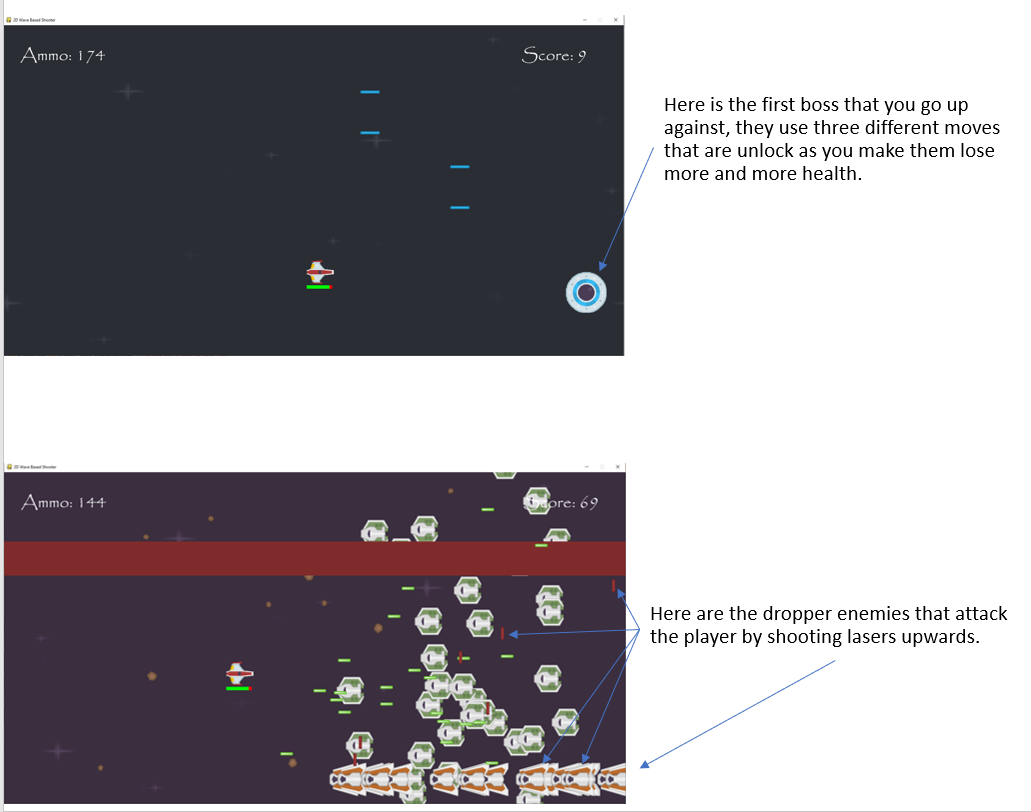 2D Wave Based Shooter
Ammo: 174
Score: 9
Here is the first boss that you go up
against, they use three different moves
that are unlock as you make them lose
more and more health.
2D Wave Based Shooter
Ammo: 144
Score: 69
Here are the dropper enemies that attack
the player by shooting lasers upwards.